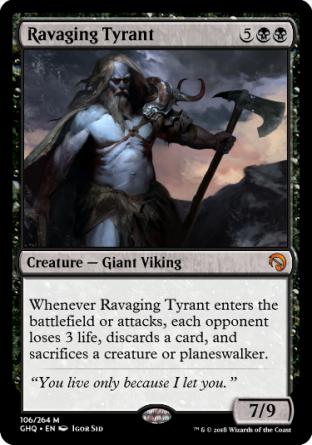 Ravaging Tyrant 5
Creature — Giant Viking
Whenever Ravaging Tyrant enters the
battlefield or attacks, each opponent
loses 3 life, discards a card, and
sacrifices a creature or planeswalker.
“You live only because I let you.”
7/9
106/264 M
GHQ • EN Igor Sid
™ & © 2018 Wizards of the Coast